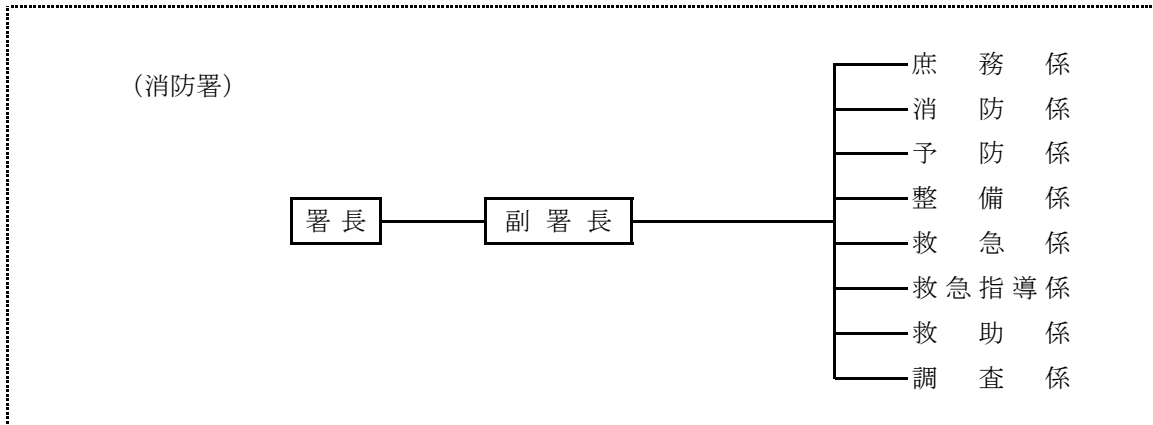 （消防署）
署長
副署長
庶務係
消防係
予防係
整備係
救急係
救急指導係
救助係
調査係